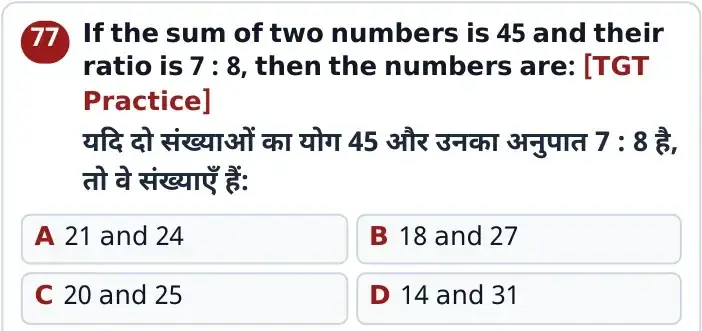 77 If the sum of two numbers is 45 and their
ratio is 7 : 8, then the numbers are: [TGT
Practice]
यदि दो संख्याओं का योग 45 और उनका अनुपात 7 : 8 है,
तो वे संख्याएँ हैं:
A 21 and 24
B 18 and 27
C 20 and 25
D 14 and 31